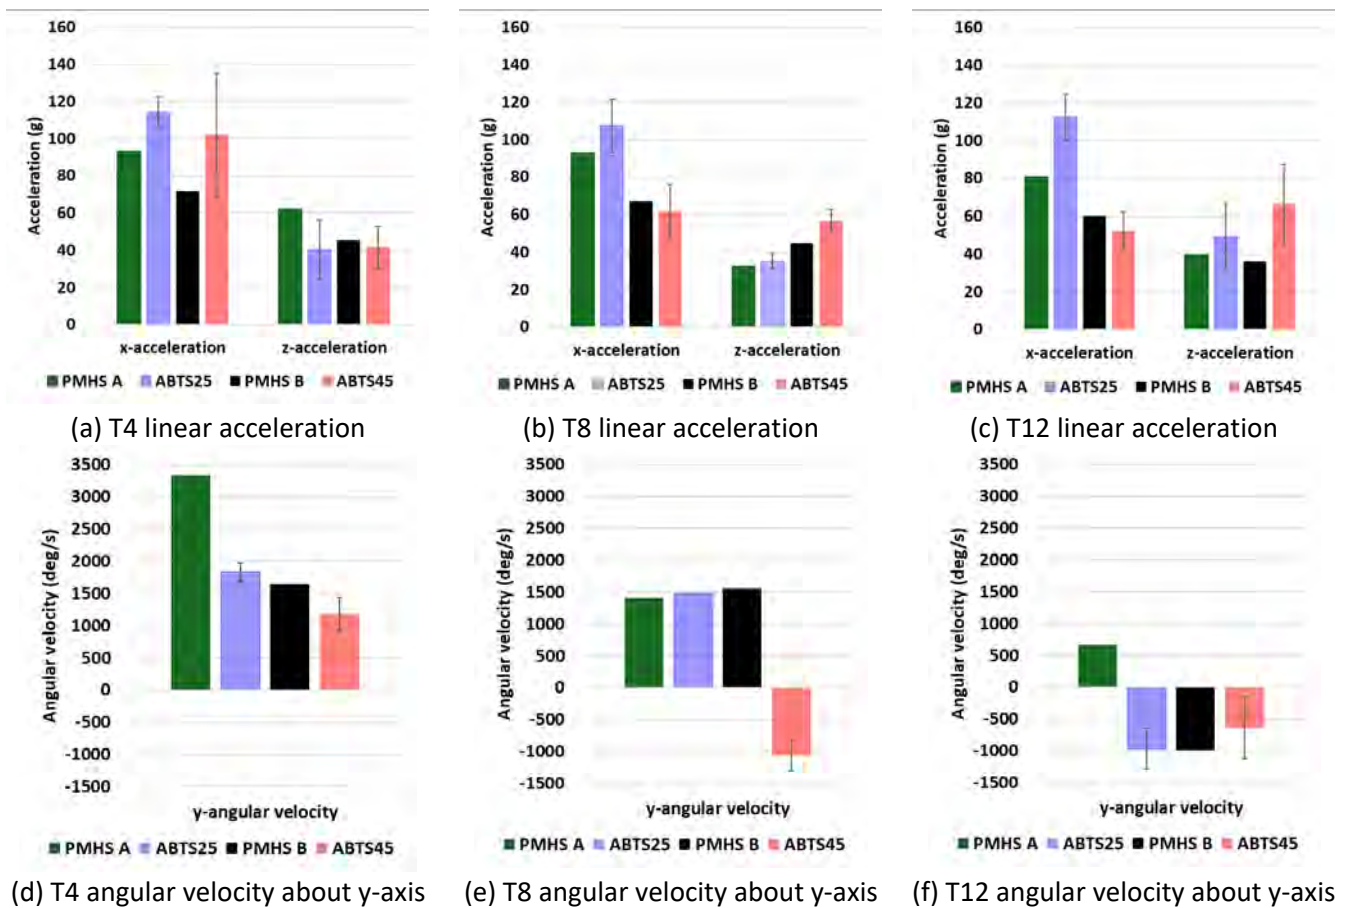 160
140
120
100
80
60
40
20
0
Acceleration (g)
x-acceleration z-acceleration
PMHS A ABTS25 PMHS B ABTS45
(a) T4 linear acceleration
160
140
120
100
80
60
40
20
0
Acceleration (g)
x-acceleration z-acceleration
PMHS A ABTS25 PMHS B ABTS45
(b) T8 linear acceleration
160
140
120
100
80
60
40
20
0
Acceleration (g)
x-acceleration z-acceleration
PMHS A ABTS25 PMHS B ABTS45
(c) T12 linear acceleration
3500
3000
2500
2000
1500
1000
500
0
-500
-1000
-1500
Angular velocity (deg/s)
y-angular velocity
PMHS A ABTS25 PMHS B ABTS45
(d) T4 angular velocity about y-axis
3500
3000
2500
2000
1500
1000
500
0
-500
-1000
-1500
Angular velocity (deg/s)
y-angular velocity
PMHS A ABTS25 PMHS B ABTS45
(e) T8 angular velocity about y-axis
3500
3000
2500
2000
1500
1000
500
0
-500
-1000
-1500
Angular velocity (deg/s)
y-angular velocity
PMHS A ABTS25 PMHS B ABTS45
(f) T12 angular velocity about y-axis